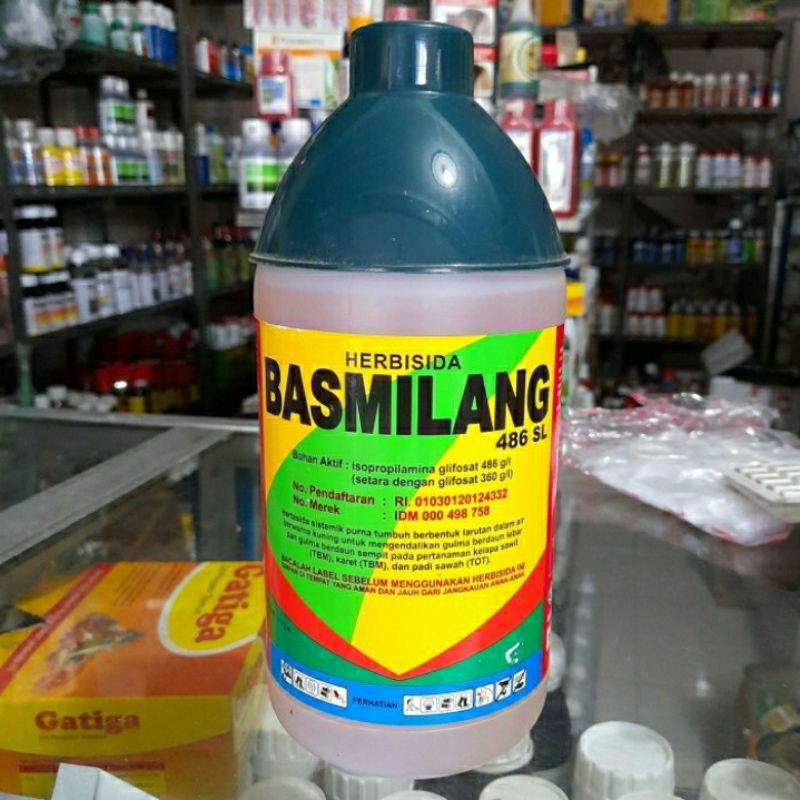 HERBISIDA
BASMILANG
486 SL
Bahan Aktif : isopropilamina glifosat 486 g/l
(setara dengan glifosat 360 g/l)
No. Pendaftaran : RI. 01030120124332
No. Merek : IDM 000 498 758
Herbisida sistemik purna tumbuh berbentuk larutan dalam air
berwarna kuning untuk mengendalikan gulma berdaun lebar
dan gulma berdaun sempit pada pertanaman kelapa sawit
(TBM), karet (TBM), dan padi sawah (TOT).
BACALAH LABEL SEBELUM MENGGUNAKAN HERBISIDA INI
SIMPAN DI TEMPAT YANG AMAN DAN JAUH DARI JANGKAUAN ANAK-ANAK
PERHATIAN
Gatiga
Gatiga